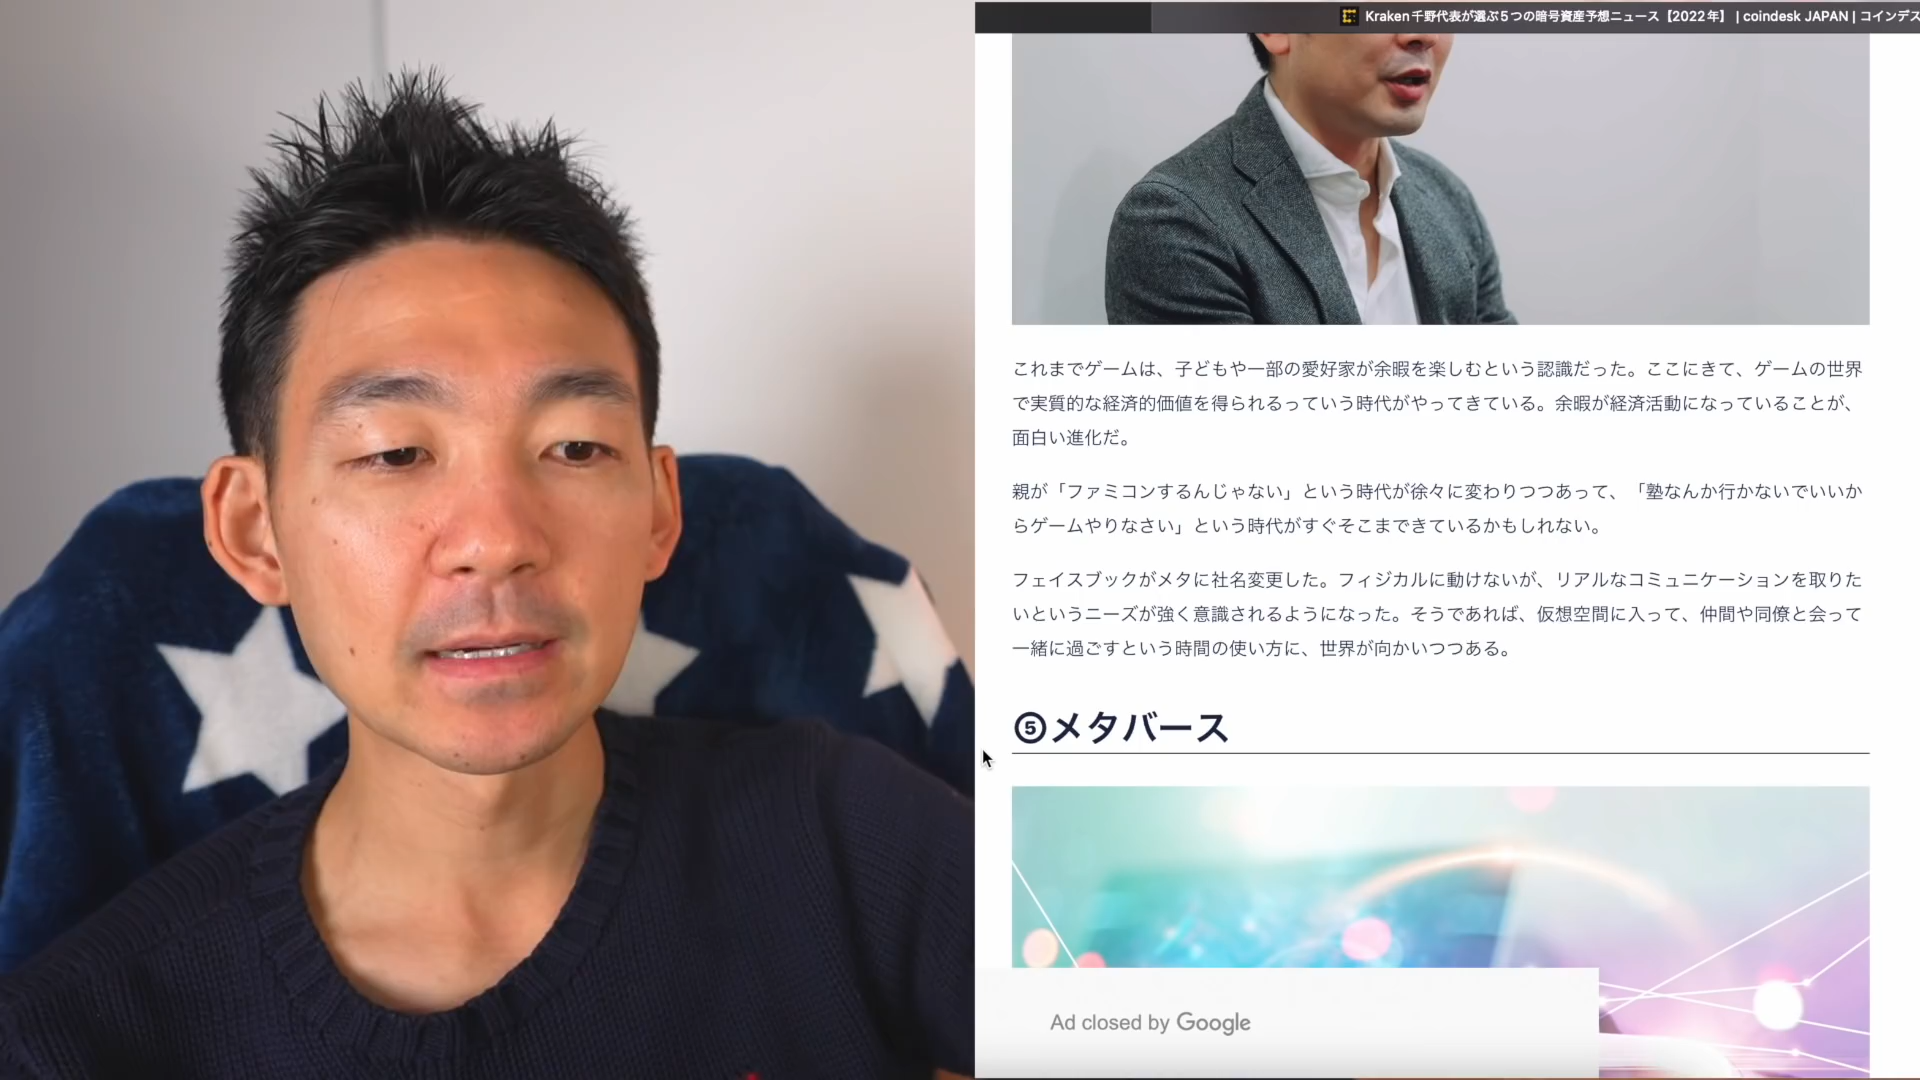 Kraken千野代表が選ぶ5つの暗号資産予想ニュース【2022年】 | coindesk JAPAN | コインデス
これまでゲームは、子どもや一部の愛好家が余暇を楽しむという認識だった。ここにきて、ゲームの世界
で実質的な経済的価値を得られるっていう時代がやってきている。余暇が経済活動になっていることが、
面白い進化だ。
親が「ファミコンするんじゃない」という時代が徐々に変わりつつあって、「塾なんか行かないでいいか
らゲームやりなさい」という時代がすぐそこまできているかもしれない。
フェイスブックがメタに社名変更した。フィジカルに動けないが、リアルなコミュニケーションを取りた
いというニーズが強く意識されるようになった。そうであれば、仮想空間に入って、仲間や同僚と会って
一緒に過ごすという時間の使い方に、世界が向かいつつある。
⑤メタバース
Ad closed by Google